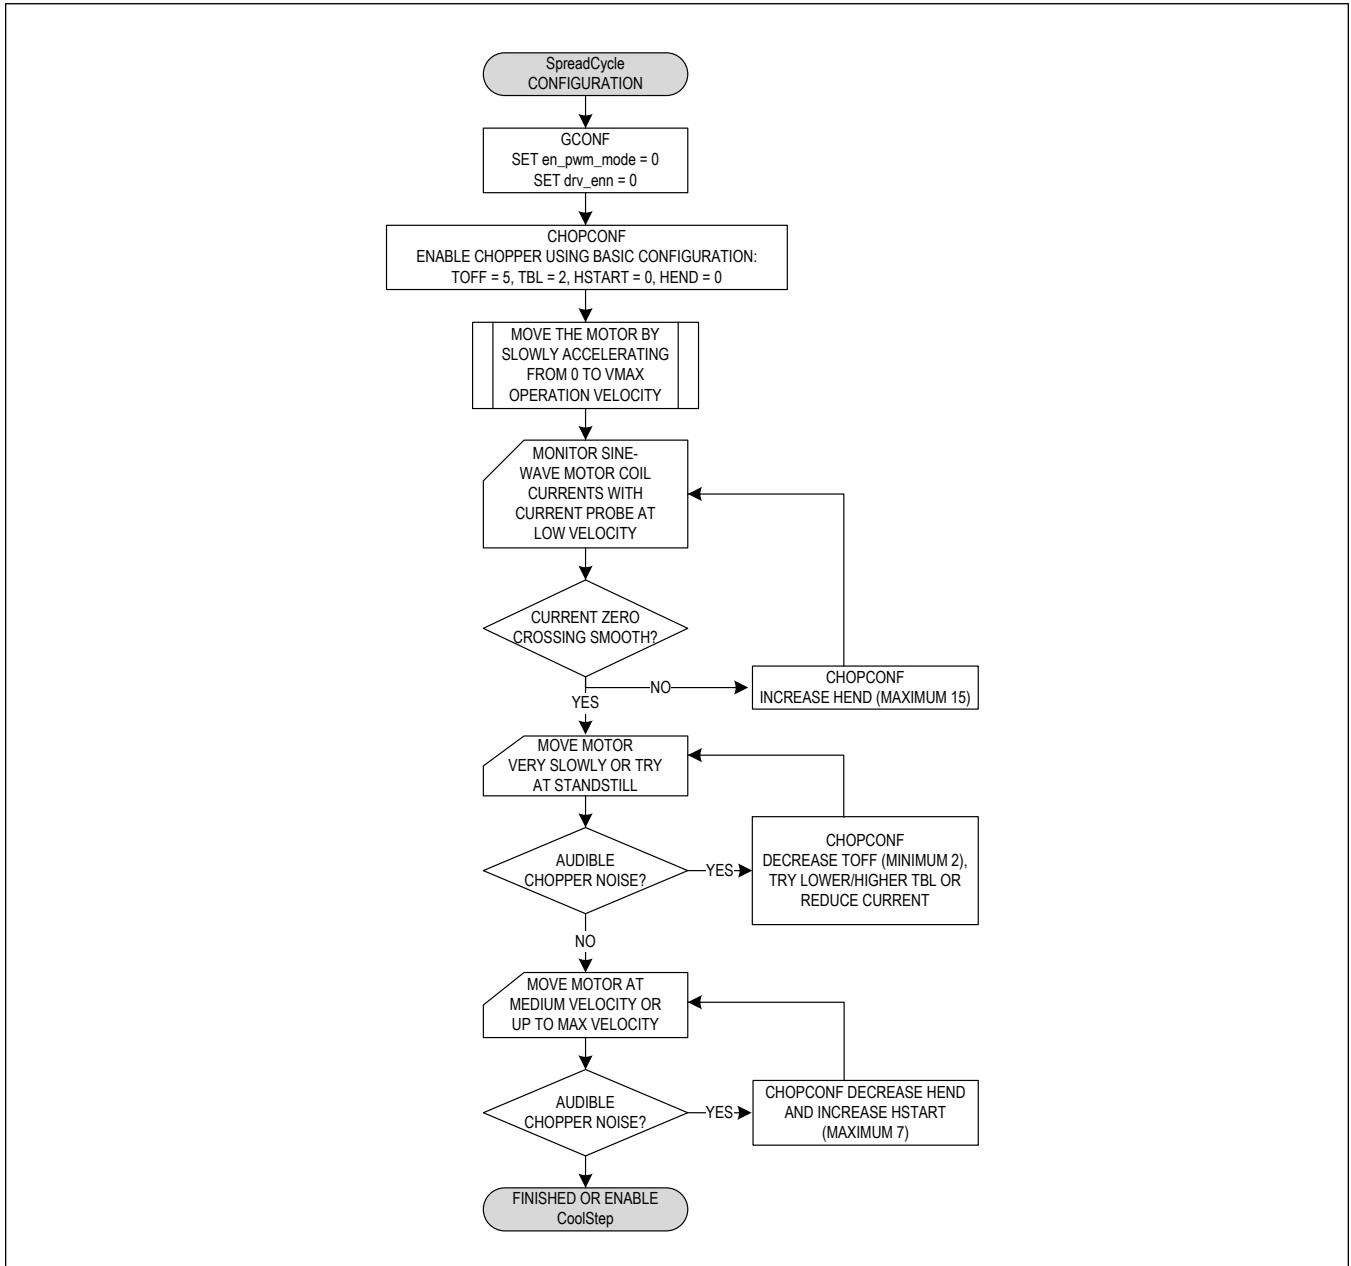 SpreadCycle
CONFIGURATION
GCONF
SET en_pwm_mode = 0
SET drv_enn = 0
CHOPCONF
ENABLE CHOPPER USING BASIC CONFIGURATION:
TOFF = 5, TBL = 2, HSTART = 0, HEND = 0
MOVE THE MOTOR BY
SLOWLY ACCELERATING
FROM 0 TO VMAX
OPERATION VELOCITY
MONITOR SINE-
WAVE MOTOR COIL
CURRENTS WITH
CURRENT PROBE AT
LOW VELOCITY
CURRENT ZERO
CROSSING SMOOTH?
NO
CHOPCONF
INCREASE HEND (MAXIMUM 15)
YES
MOVE MOTOR
VERY SLOWLY OR TRY
AT STANDSTILL
AUDIBLE
CHOPPER NOISE?
YES
CHOPCONF
DECREASE TOFF (MINIMUM 2),
TRY LOWER/HIGHER TBL OR
REDUCE CURRENT
NO
MOVE MOTOR AT
MEDIUM VELOCITY OR
UP TO MAX VELOCITY
AUDIBLE
CHOPPER NOISE?
YES
CHOPCONF DECREASE HEND
AND INCREASE HSTART
(MAXIMUM 7)
FINISHED OR ENABLE
CoolStep